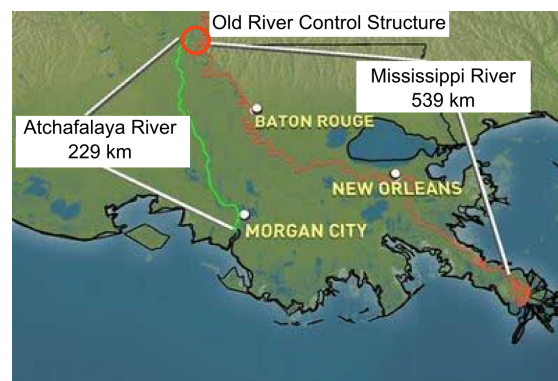 Old River Control Structure
Mississippi River
539 km
BATON ROUGE
Atchafalaya River
229 km
NEW ORLEANS
MORGAN CITY